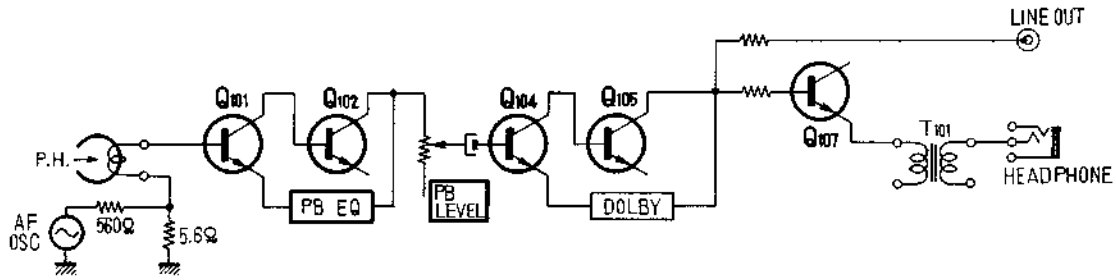 LINE OUT
Q101
Q102
Q104
Q105
Q107
T101
P.H.
PB EQ
PB
LEVEL
DOLBY
HEADPHONE
AF
OSC
560Ω
5.6Ω